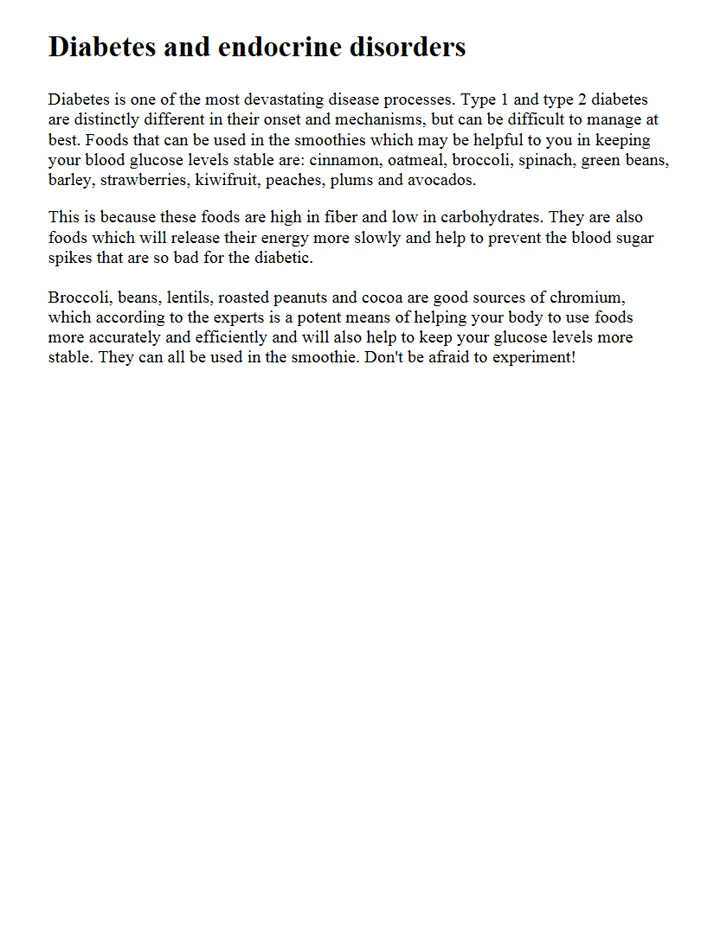 Diabetes and endocrine disorders
Diabetes is one of the most devastating disease processes. Type 1 and type 2 diabetes
are distinctly different in their onset and mechanisms, but can be difficult to manage at
best. Foods that can be used in the smoothies which may be helpful to you in keeping
your blood glucose levels stable are: cinnamon, oatmeal, broccoli, spinach, green beans,
barley, strawberries, kiwifruit, peaches, plums and avocados.
This is because these foods are high in fiber and low in carbohydrates. They are also
foods which will release their energy more slowly and help to prevent the blood sugar
spikes that are so bad for the diabetic.
Broccoli, beans, lentils, roasted peanuts and cocoa are good sources of chromium,
which according to the experts is a potent means of helping your body to use foods
more accurately and efficiently and will also help to keep your glucose levels more
stable. They can all be used in the smoothie. Don't be afraid to experiment!